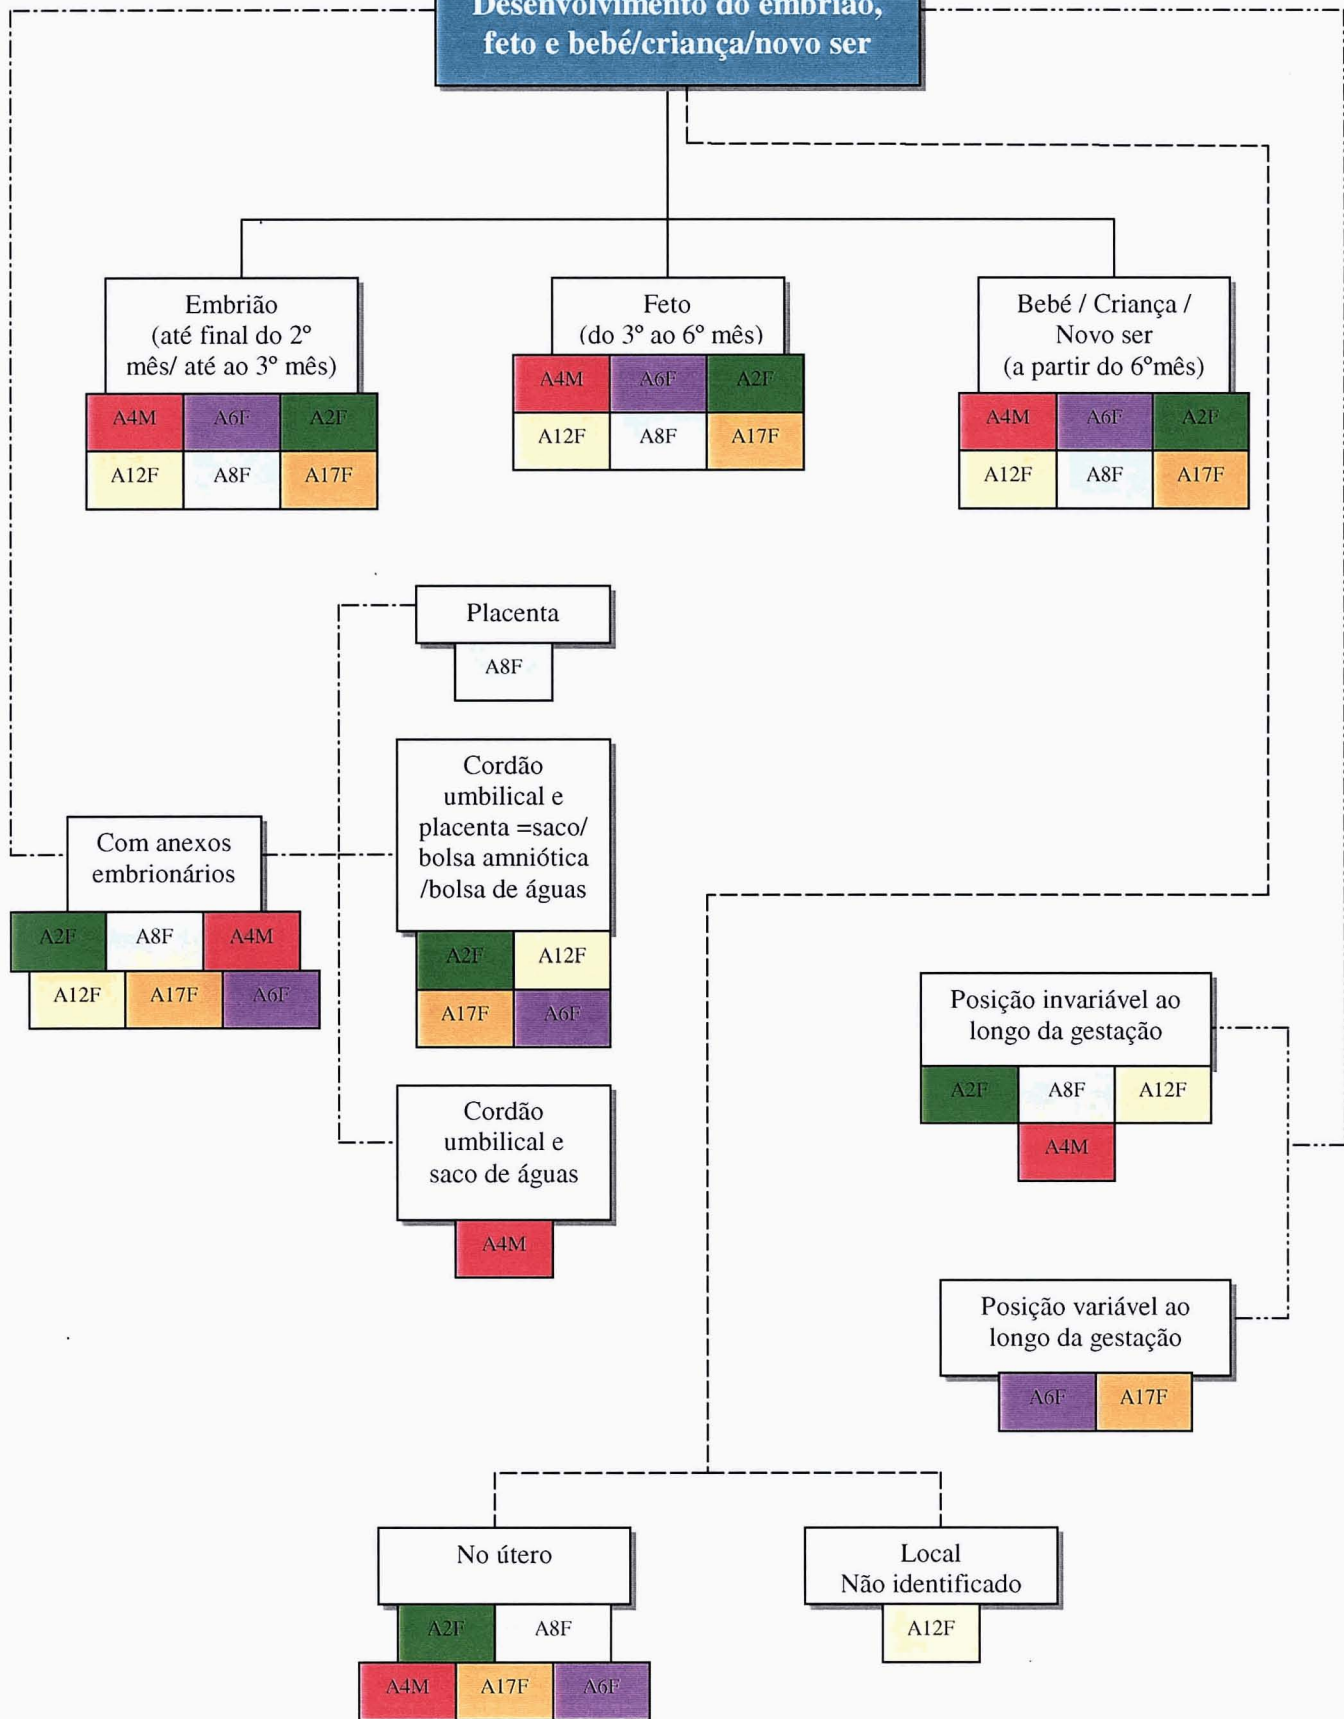 Desenvolvimento do embrião,
feto e bebé/criança/novo ser
Embrião
(até final do 2º
mês/ até ao 3º mês)
A4M A6F A2F
A12F A8F A17F
Feto
(do 3º ao 6º mês)
A4M A6F A2F
A12F A8F A17F
Bebé / Criança /
Novo ser
(a partir do 6ºmês)
A4M A6F A2F
A12F A8F A17F
Placenta
A8F
Cordão
umbilical e
placenta =saco/
bolsa amniótica
/bolsa de águas
A2F A12F
A17F A6F
Com anexos
embrionários
A2F A8F A4M
A12F A17F A6F
Cordão
umbilical e
saco de águas
A4M
Posição invariável ao
longo da gestação
A2F A8F A12F
A4M
Posição variável ao
longo da gestação
A6F A17F
No útero
A2F A8F
A4M A17F A6F
Local
Não identificado
A12F